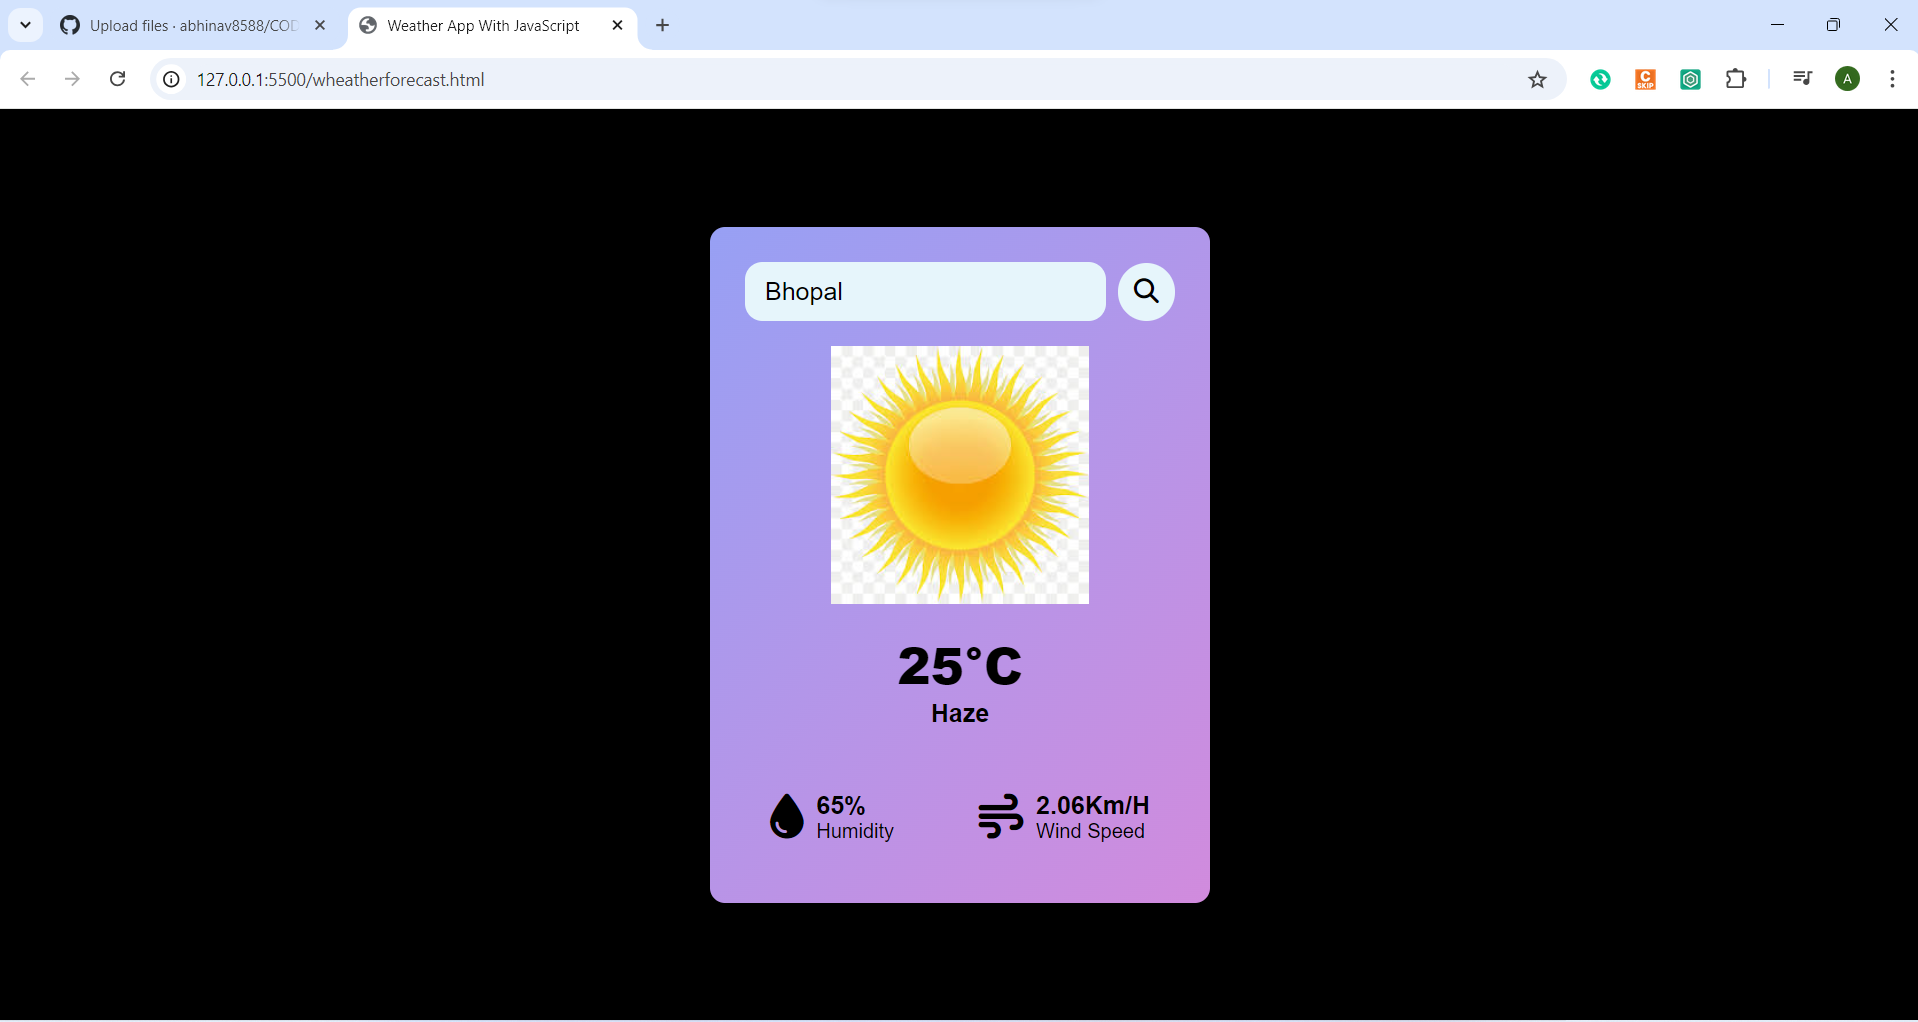 Upload files · abhinav8588/COD
Weather App With JavaScript
127.0.0.1:5500/wheatherforecast.html
C
SKIP
A
Bhopal
25°C
Haze
65%
Humidity
2.06Km/H
Wind Speed